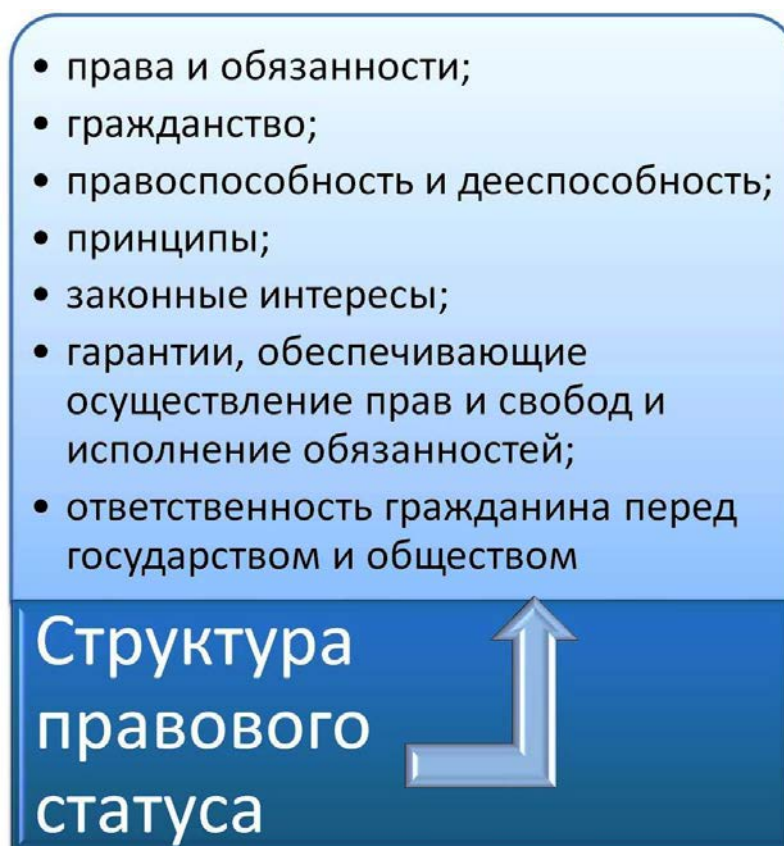 • права и обязанности;
• гражданство;
• правоспособность и дееспособность;
• принципы;
• законные интересы;
• гарантии, обеспечивающие
осуществление прав и свобод и
исполнение обязанностей;
• ответственность гражданина перед
государством и обществом
Структура
правового
статуса